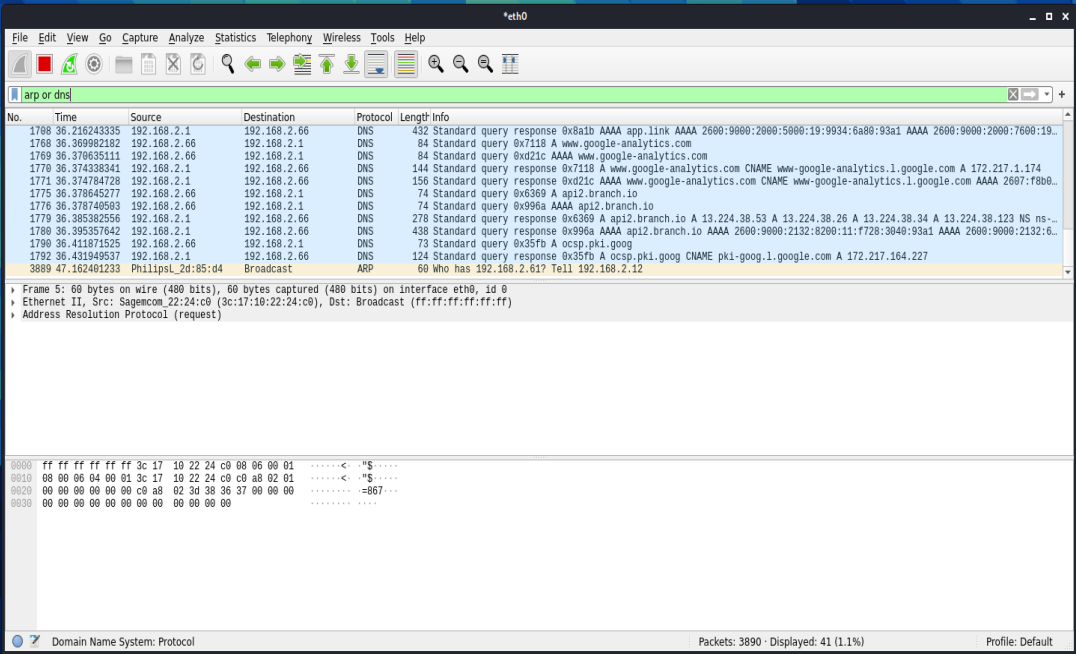 *eth0
File Edit View Go Capture Analyze Statistics Telephony Wireless Tools Help
arp or dns
No. Time Source Destination Protocol Length Info
1708 36.216243335 192.168.2.1 192.168.2.66 DNS 432 Standard query response 0x8a1b AAAA app.link AAAA 2600:9000:2000:5000:19:9934:6a80:93a1 AAAA 2600:9000:2000:7600:19…
1768 36.369982182 192.168.2.66 192.168.2.1 DNS 84 Standard query 0x7118 A www.google-analytics.com
1769 36.370635111 192.168.2.66 192.168.2.1 DNS 84 Standard query 0xd21c AAAA www.google-analytics.com
1770 36.374338341 192.168.2.1 192.168.2.66 DNS 144 Standard query response 0x7118 A www.google-analytics.com CNAME www-google-analytics.l.google.com A 172.217.1.174
1771 36.374784728 192.168.2.1 192.168.2.66 DNS 156 Standard query response 0xd21c AAAA www.google-analytics.com CNAME www-google-analytics.l.google.com AAAA 2607:f8b0…
1775 36.378645277 192.168.2.66 192.168.2.1 DNS 74 Standard query 0x6369 A api2.branch.io
1776 36.378740503 192.168.2.66 192.168.2.1 DNS 74 Standard query 0x996a AAAA api2.branch.io
1779 36.385382556 192.168.2.1 192.168.2.66 DNS 278 Standard query response 0x6369 A api2.branch.io A 13.224.38.53 A 13.224.38.26 A 13.224.38.34 A 13.224.38.123 NS ns-…
1780 36.395357642 192.168.2.1 192.168.2.66 DNS 438 Standard query response 0x996a AAAA api2.branch.io AAAA 2600:9000:2132:8200:11:f728:3040:93a1 AAAA 2600:9000:2132:6…
1790 36.411871525 192.168.2.66 192.168.2.1 DNS 73 Standard query 0x35fb A ocsp.pki.goog
1792 36.431949537 192.168.2.1 192.168.2.66 DNS 124 Standard query response 0x35fb A ocsp.pki.goog CNAME pki-goog.l.google.com A 172.217.164.227
3889 47.162401233 PhilipsL_2d:85:d4 Broadcast ARP 60 Who has 192.168.2.61? Tell 192.168.2.12
Frame 5: 60 bytes on wire (480 bits), 60 bytes captured (480 bits) on interface eth0, id 0
Ethernet II, Src: Sagemcom_22:24:c0 (3c:17:10:22:24:c0), Dst: Broadcast (ff:ff:ff:ff:ff:ff)
Address Resolution Protocol (request)
0000 ff ff ff ff ff ff 3c 17 10 22 24 c0 08 06 00 01 ······<· ·"$·····
0010 08 00 06 04 00 01 3c 17 10 22 24 c0 c0 a8 02 01 ······<· ·"$·····
0020 00 00 00 00 00 00 c0 a8 02 3d 38 36 37 00 00 00 ········ ·=867···
0030 00 00 00 00 00 00 00 00 00 00 00 00 ········ ····
Domain Name System: Protocol Packets: 3890 · Displayed: 41 (1.1%) Profile: Default